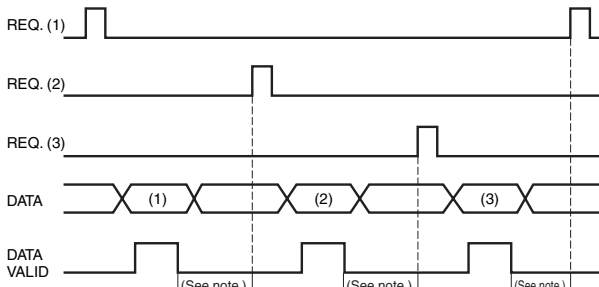 REQ. (1)
REQ. (2)
REQ. (3)
DATA
(1)
(2)
(3)
DATA
VALID
(See note.)
(See note.)
(See note.)